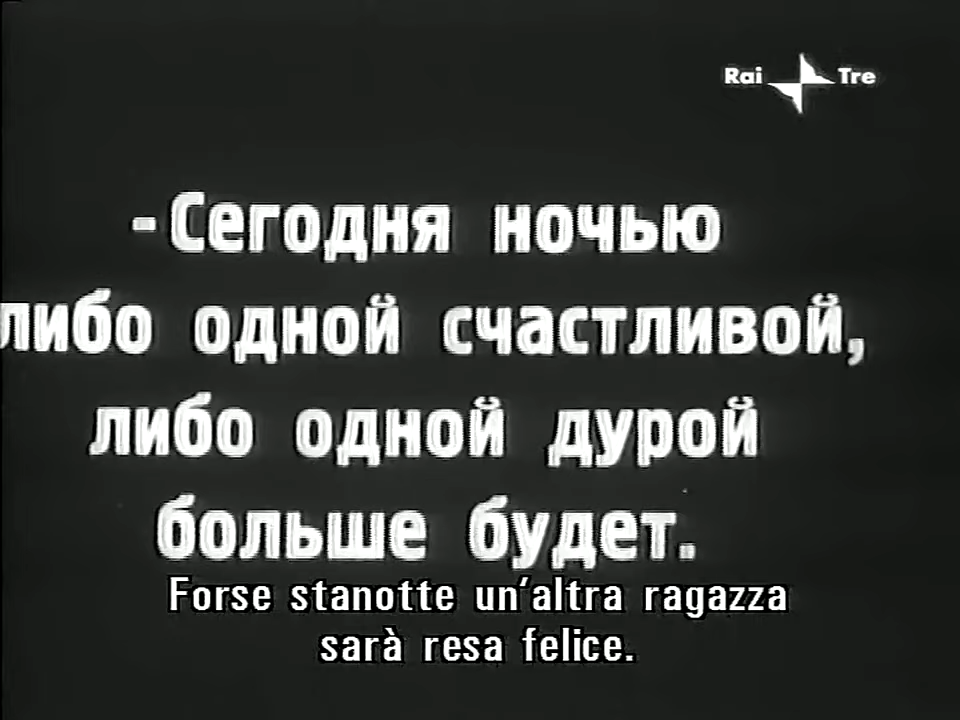 Rai Tre
-Сегодня ночью
либо одной счастливой,
либо одной дурой
больше будет.
Forse stanotte un'altra ragazza
sarà resa felice.